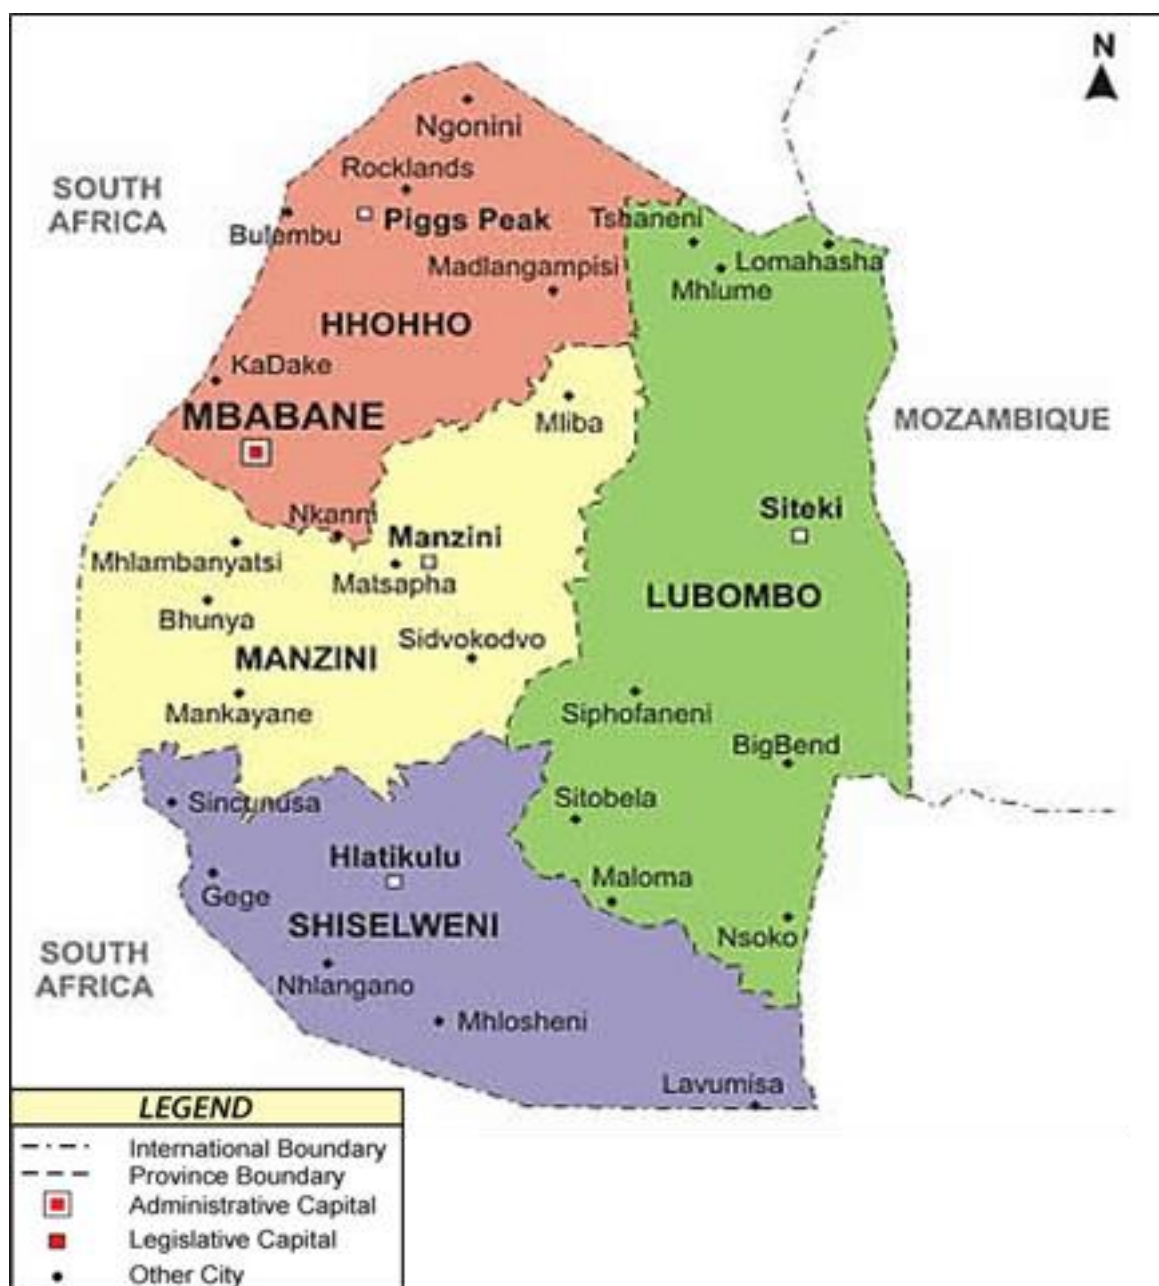 N
Ngonini
Rocklands
SOUTH
AFRICA
Piggs Peak
Bulembu
Tshaneni
Lomahasha
Madlangampisi
Mhlume
HHOHHO
KaDake
MBABANE
Mliba
MOZAMBIQUE
Nkanm
Manzini
Siteki
Mhlambanyatsi
Matsapha
Bhunya
LUBOMBO
Sidvokodvo
MANZINI
Mankayane
Siphofaneni
BigBend
Sincunusa
Sitobela
Hlatikulu
Gege
Maloma
SHISELWENI
Nsoko
SOUTH
AFRICA
Nhlangano
Mhlosheni
Lavumisa
LEGEND
International Boundary
Province Boundary
Administrative Capital
Legislative Capital
Other City